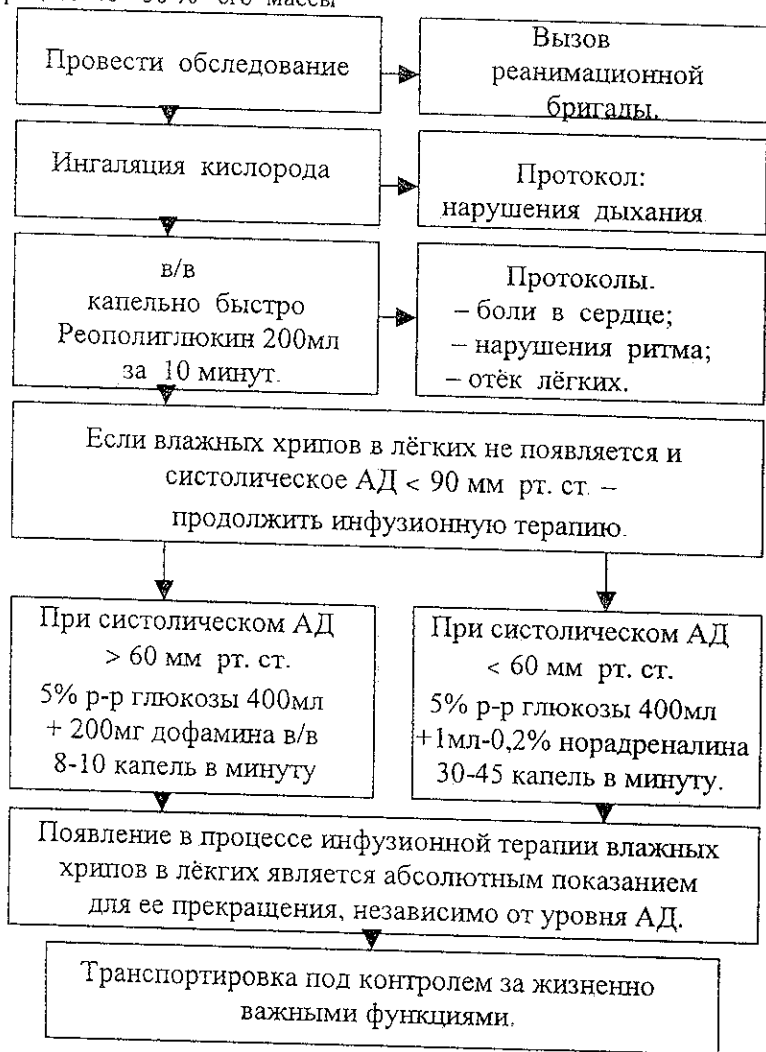 50% его массы
Провести обследование
Вызов
реанимационной
бригады.
Ингаляция кислорода
Протокол:
нарушения дыхания
в/в
капельно быстро
Реополиглюкин 200мл
за 10 минут.
Протоколы.
– боли в сердце;
– нарушения ритма;
– отёк лёгких.
Если влажных хрипов в лёгких не появляется и
систолическое АД < 90 мм рт. ст. –
продолжить инфузионную терапию.
При систолическом АД
> 60 мм рт. ст.
5% р-р глюкозы 400мл
+ 200мг дофамина в/в
8-10 капель в минуту
При систолическом АД
< 60 мм рт. ст.
5% р-р глюкозы 400мл
+1мл-0,2% норадреналина
30-45 капель в минуту.
Появление в процессе инфузионной терапии влажных
хрипов в лёкгих является абсолютным показанием
для ее прекращения, независимо от уровня АД.
Транспортировка под контролем за жизненно
важными функциями.